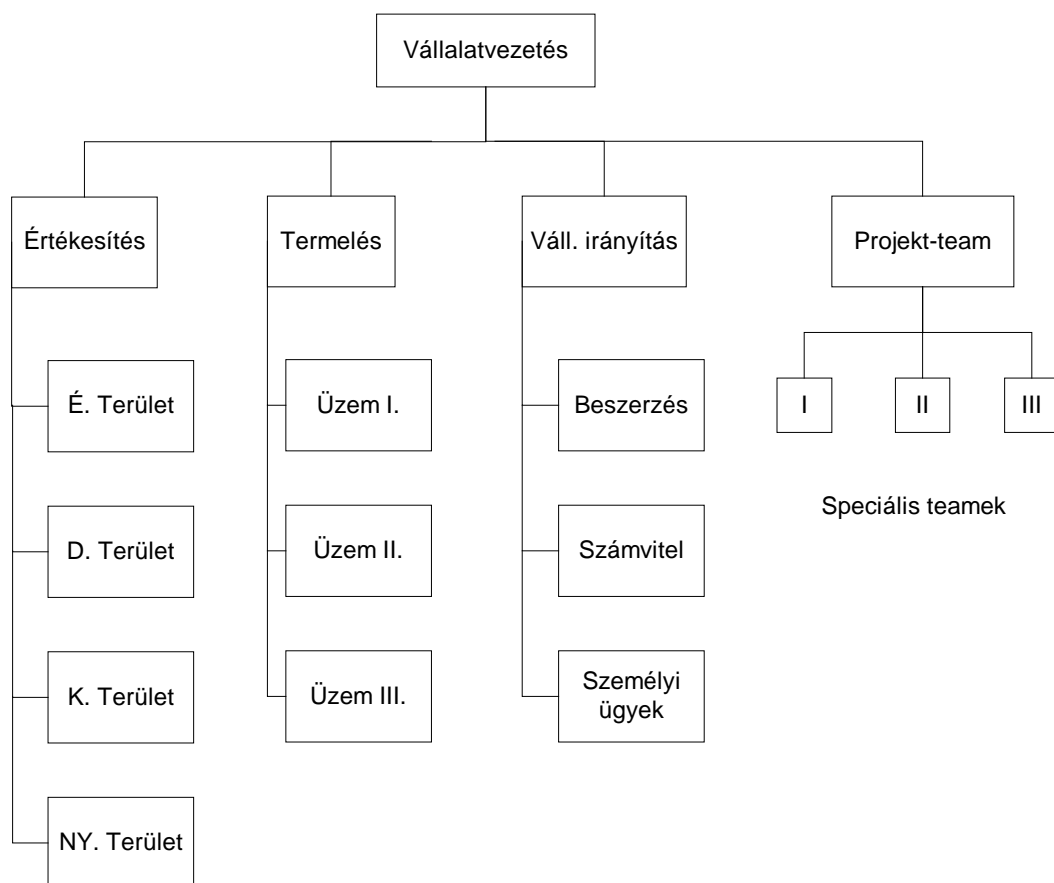 Vállalatvezetés
Értékesítés
Termelés
Váll. irányítás
Projekt-team
É. Terület
Üzem I.
Beszerzés
I
II
III
Speciális teamek
D. Terület
Üzem II.
Számvitel
K. Terület
Üzem III.
Személyi
ügyek
NY. Terület